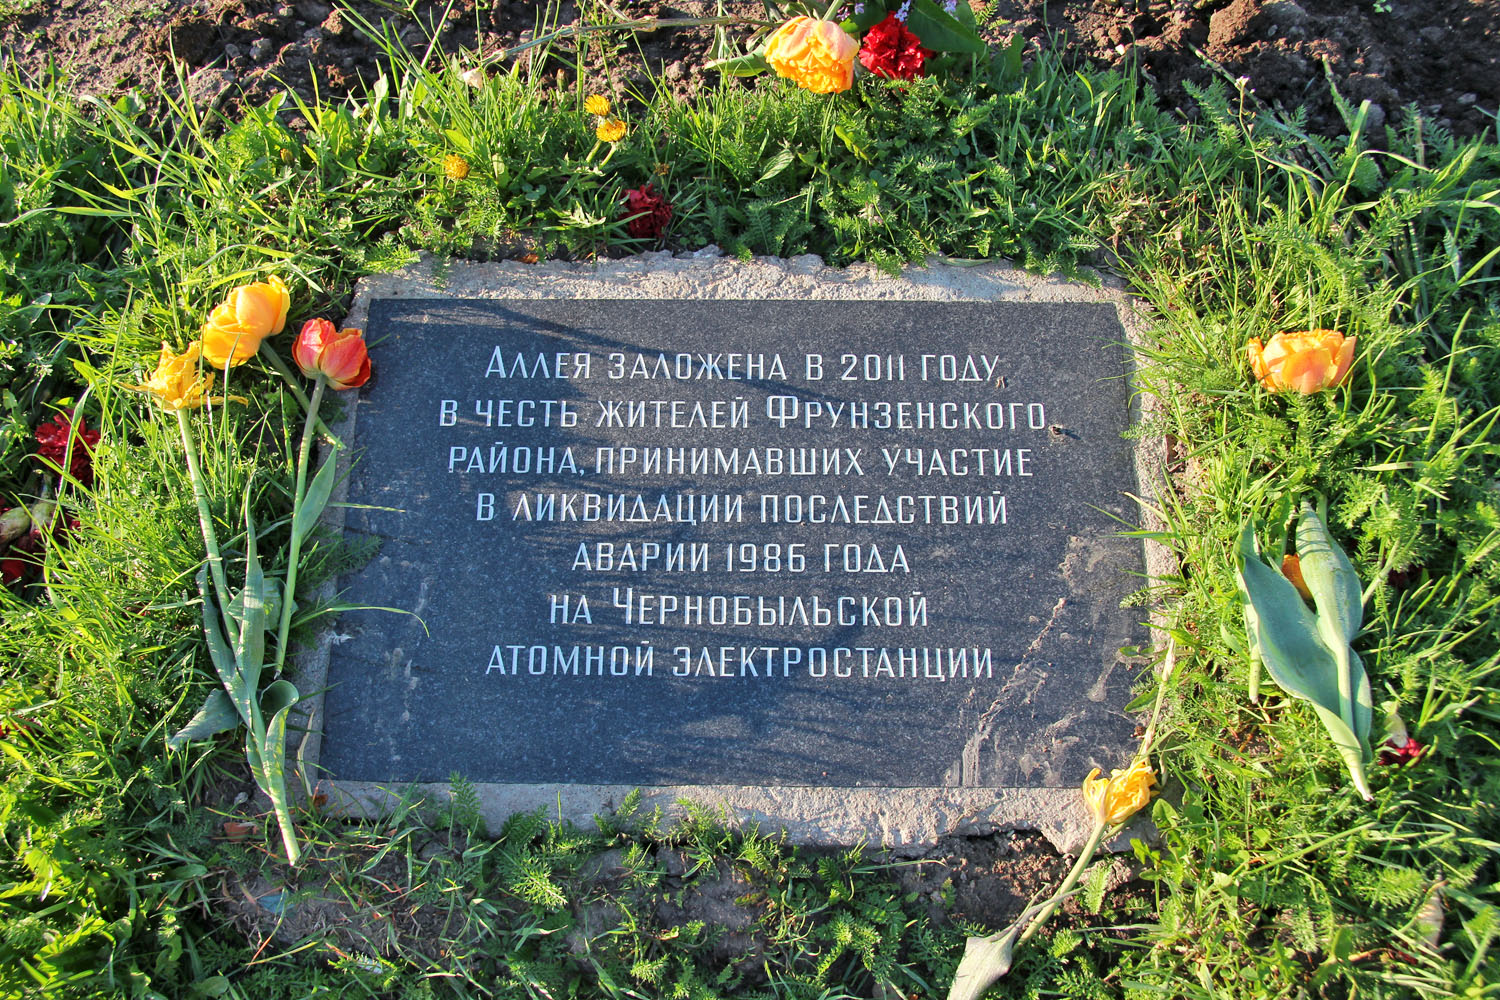 Аллея заложена в 2011 году
в честь жителей Фрунзенского
района, принимавших участие
в ликвидации последствий
аварии 1986 года
на Чернобыльской
атомной электростанции